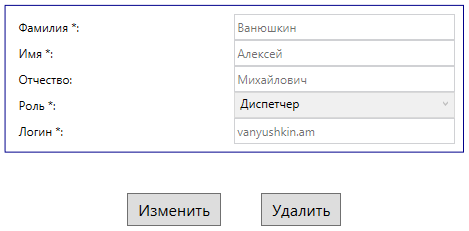 Фамилия *: Ванюшкин
Имя *: Алексей
Отчество: Михайлович
Роль *: Диспетчер
Логин *: vanyushkin.am
Изменить Удалить